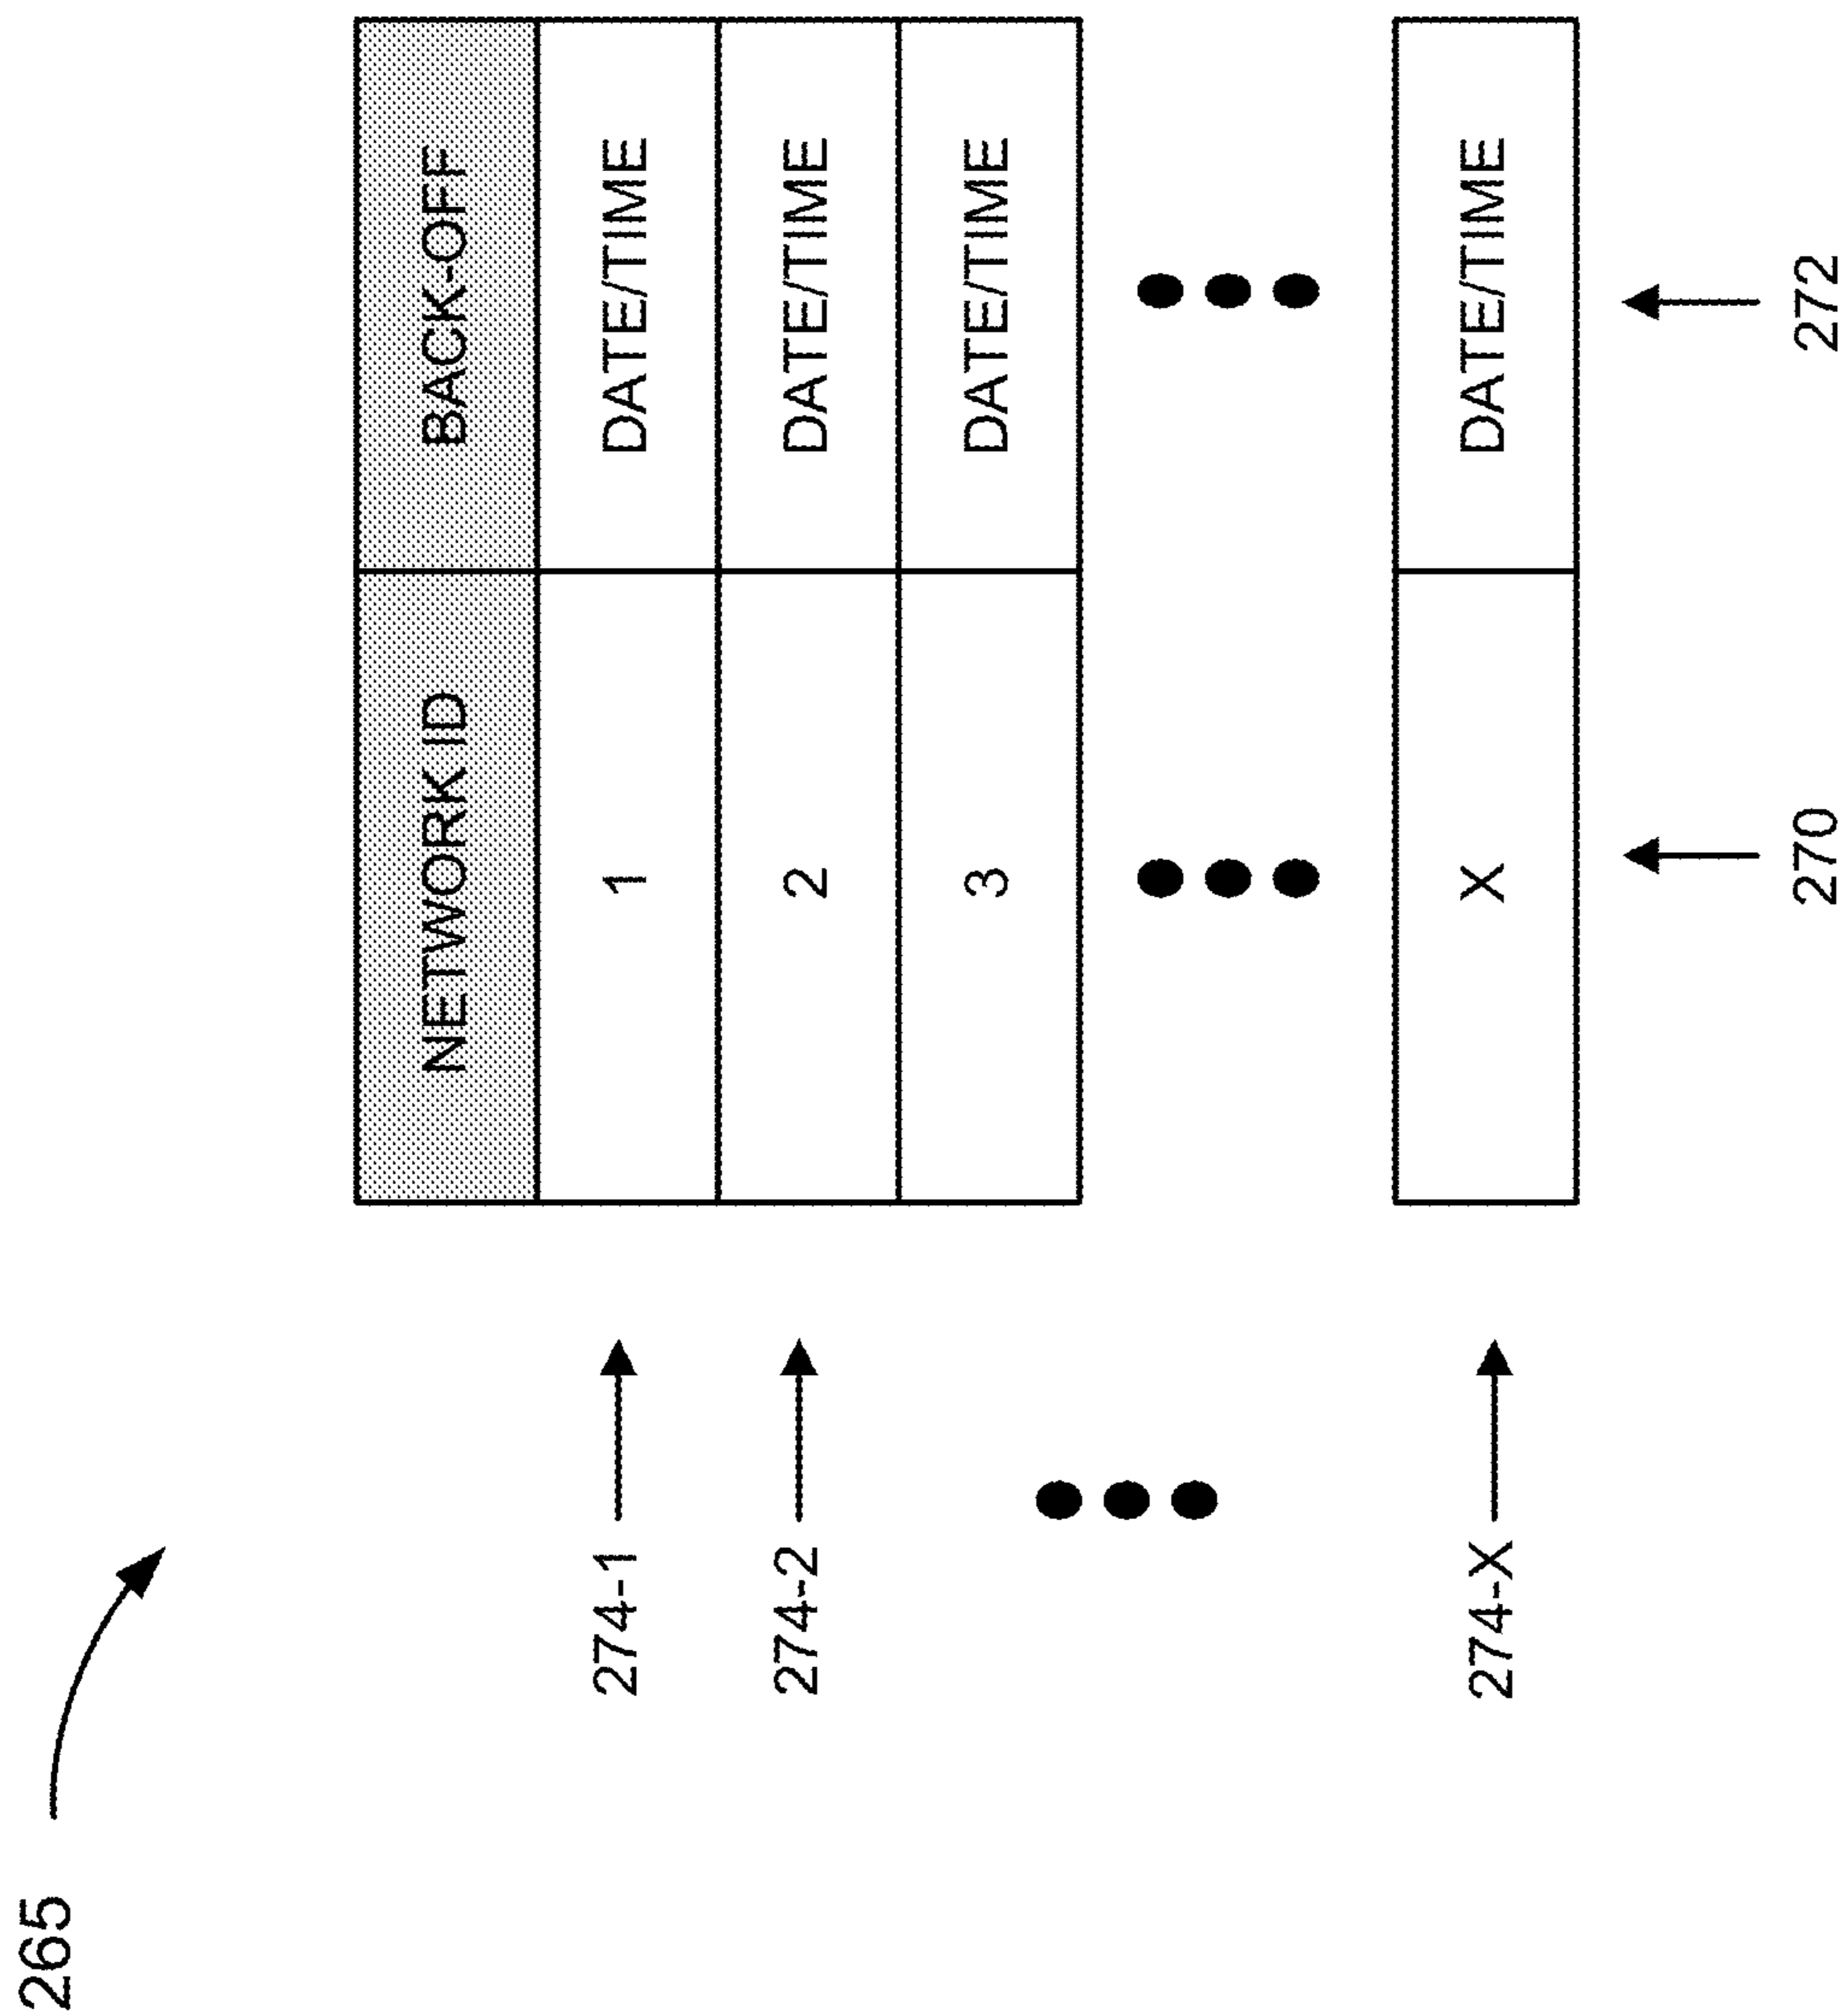 265
NETWORK ID BACK-OFF
274-1 1 DATE/TIME
274-2 2 DATE/TIME
3 DATE/TIME
274-X X DATE/TIME
270 272